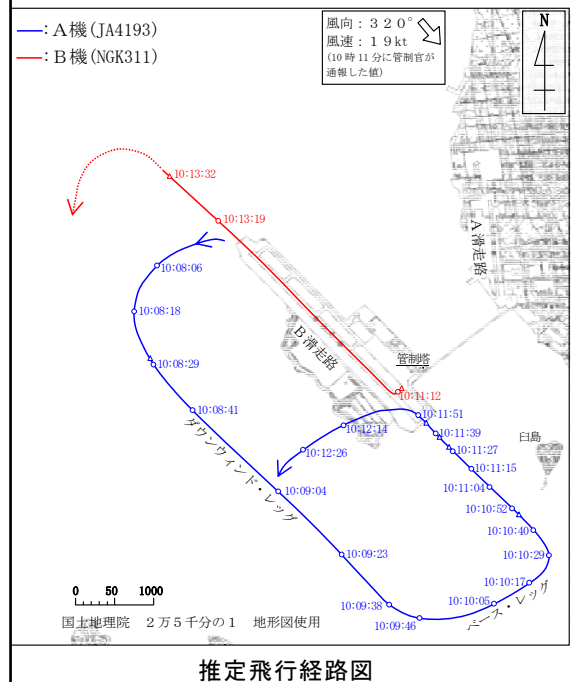 ―：Ａ機(JA4193)
―：Ｂ機(NGK311)
風向：３２０°
風速：１９kt
(10時11分に管制官が
通報した値)
N
10:13:32
10:13:19
10:08:06
10:08:18
10:08:29
10:08:41
Ａ滑走路
Ｂ滑走路
管制塔
10:11:12
10:11:51
10:12:14
10:11:39
10:12:26
10:11:27
臼島
10:11:15
ダウンウィンド・レッグ
10:09:04
10:11:04
10:10:52
10:10:40
10:09:23
10:10:29
10:10:17
10:09:38
10:10:05
10:09:46
ベース・レッグ
0 50 1000
国土地理院 ２万５千分の１ 地形図使用
推定飛行経路図